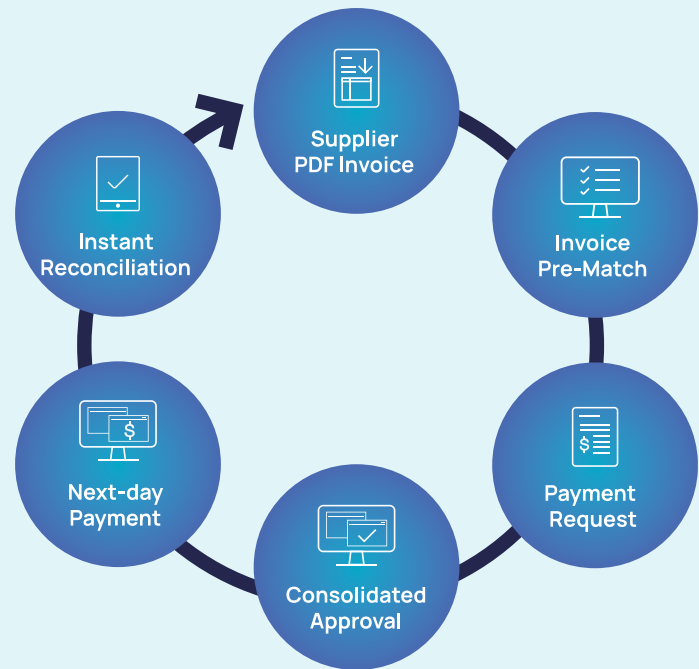 Supplier
PDF Invoice
Invoice
Pre-Match
$
Payment
Request
Consolidated
Approval
$
Next-day
Payment
Instant
Reconciliation